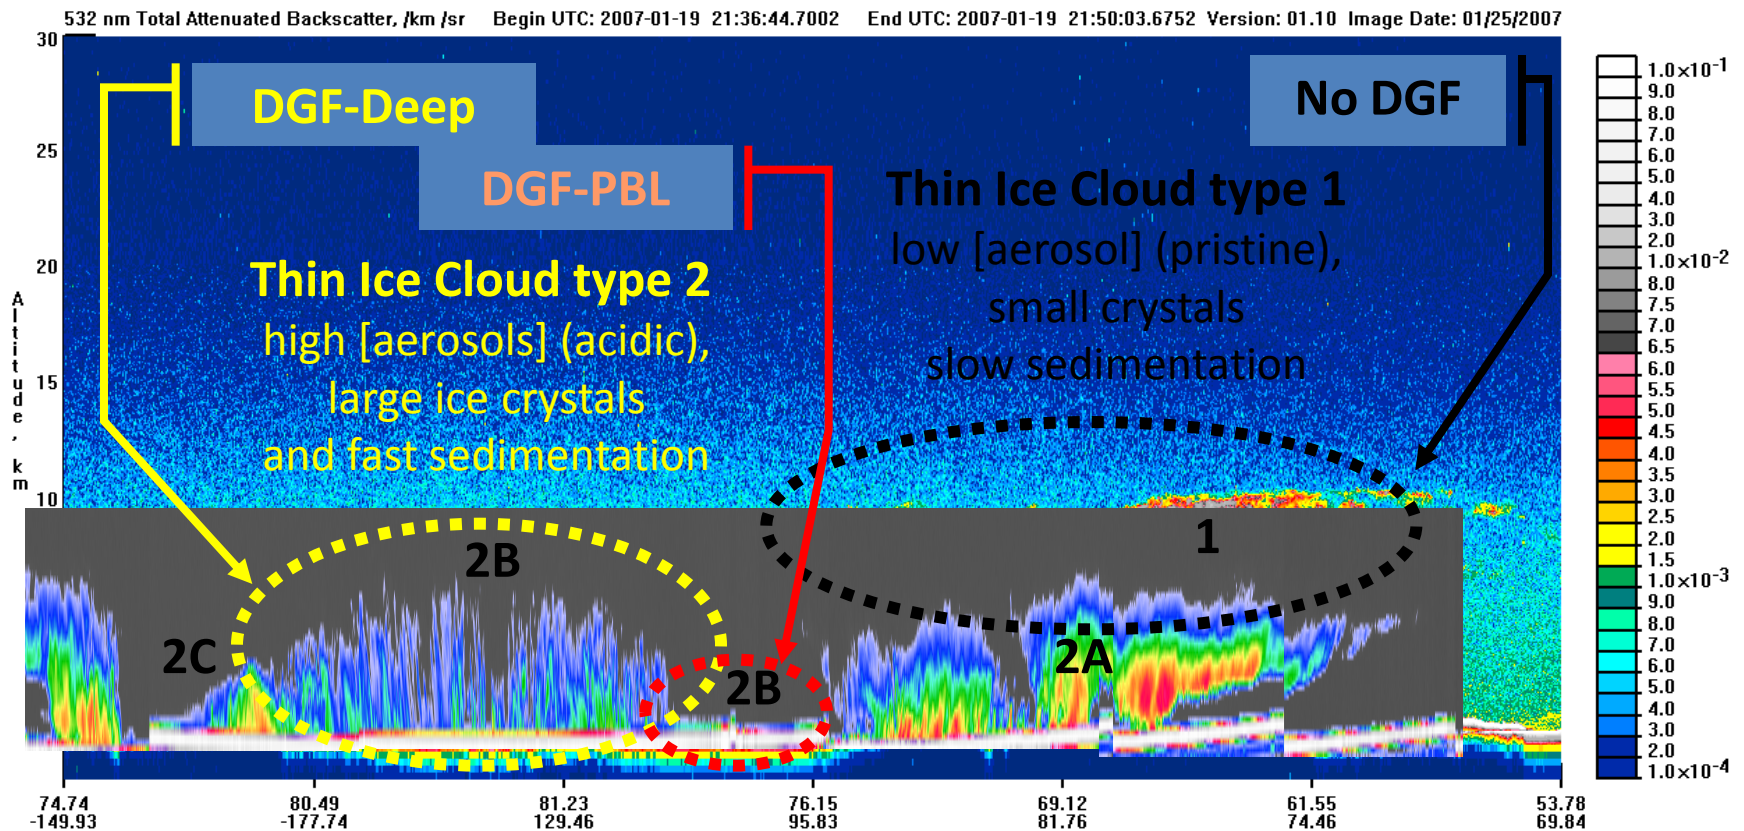 532 nm Total Attenuated Backscatter, /km /sr Begin UTC: 2007-01-19 21:36:44.7002 End UTC: 2007-01-19 21:50:03.6752 Version: 01.10 Image Date: 01/25/2007
30
25
20
15
10
Altitude, km
DGF-Deep
DGF-PBL
No DGF
Thin Ice Cloud type 2
high [aerosols] (acidic),
large ice crystals
and fast sedimentation
Thin Ice Cloud type 1
low [aerosol] (pristine),
small crystals
slow sedimentation
2B
1
2C
2A
2B
1.0×10-1
9.0
8.0
7.0
6.0
5.0
4.0
3.0
2.0
1.0×10-2
8.0
7.5
7.0
6.5
6.0
5.5
5.0
4.5
4.0
3.5
3.0
2.5
2.0
1.5
1.0×10-3
9.0
8.0
7.0
6.0
5.0
4.0
3.0
2.0
1.0×10-4
74.74 80.49 81.23 76.15 69.12 61.55 53.78
-149.93 -177.74 129.46 95.83 81.76 74.46 69.84